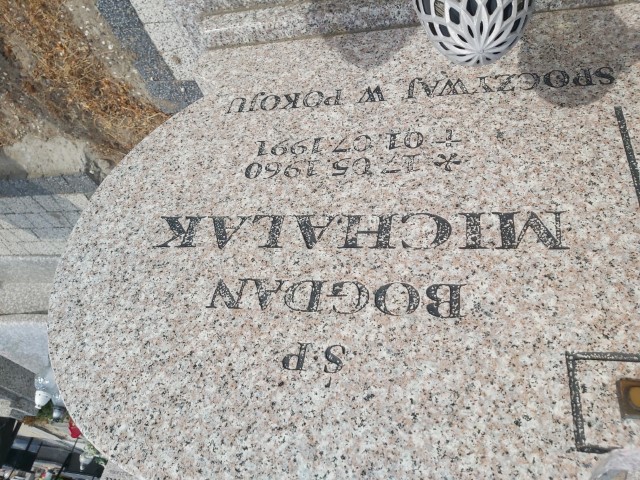 Ś.P
BOGDAN
MICHALAK
* 17.05.1960
† 01.07.1991
SPOCZYWAJ W POKOJU